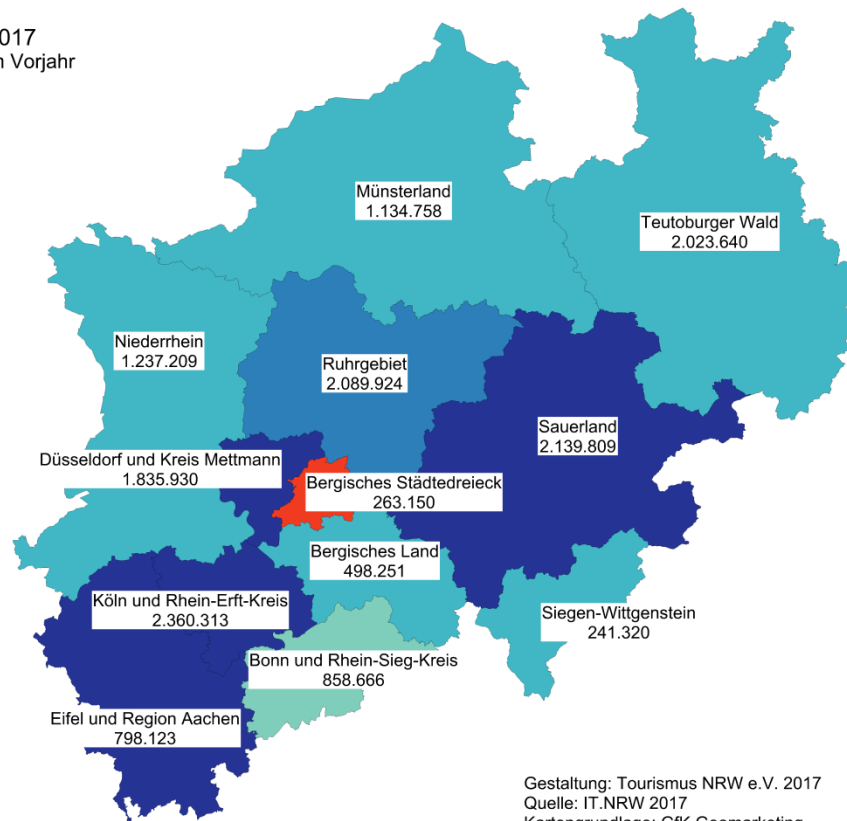 2017
Vorjahr
Münsterland
1.134.758
Teutoburger Wald
2.023.640
Niederrhein
1.237.209
Ruhrgebiet
2.089.924
Sauerland
2.139.809
Düsseldorf und Kreis Mettmann
1.835.930
Bergisches Städtedreieck
263.150
Bergisches Land
498.251
Köln und Rhein-Erft-Kreis
2.360.313
Siegen-Wittgenstein
241.320
Bonn und Rhein-Sieg-Kreis
858.666
Eifel und Region Aachen
798.123
Gestaltung: Tourismus NRW e.V. 2017
Quelle: IT.NRW 2017
Kartengrundlage: GfK Geomarketing